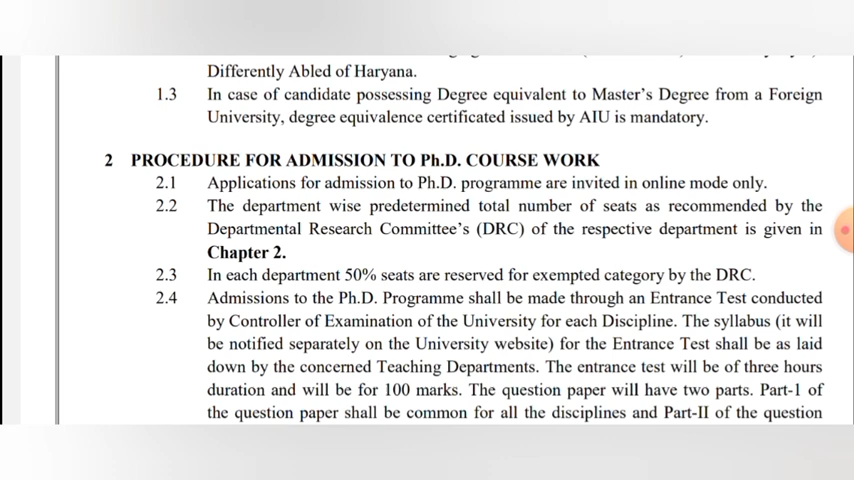 Differently Abled of Haryana.
1.3 In case of candidate possessing Degree equivalent to Master's Degree from a Foreign
University, degree equivalence certificated issued by AIU is mandatory.
2 PROCEDURE FOR ADMISSION TO Ph.D. COURSE WORK
2.1 Applications for admission to Ph.D. programme are invited in online mode only.
2.2 The department wise predetermined total number of seats as recommended by the
Departmental Research Committee's (DRC) of the respective department is given in
Chapter 2.
2.3 In each department 50% seats are reserved for exempted category by the DRC.
2.4 Admissions to the Ph.D. Programme shall be made through an Entrance Test conducted
by Controller of Examination of the University for each Discipline. The syllabus (it will
be notified separately on the University website) for the Entrance Test shall be as laid
down by the concerned Teaching Departments. The entrance test will be of three hours
duration and will be for 100 marks. The question paper will have two parts. Part-1 of
the question paper shall be common for all the disciplines and Part-II of the question